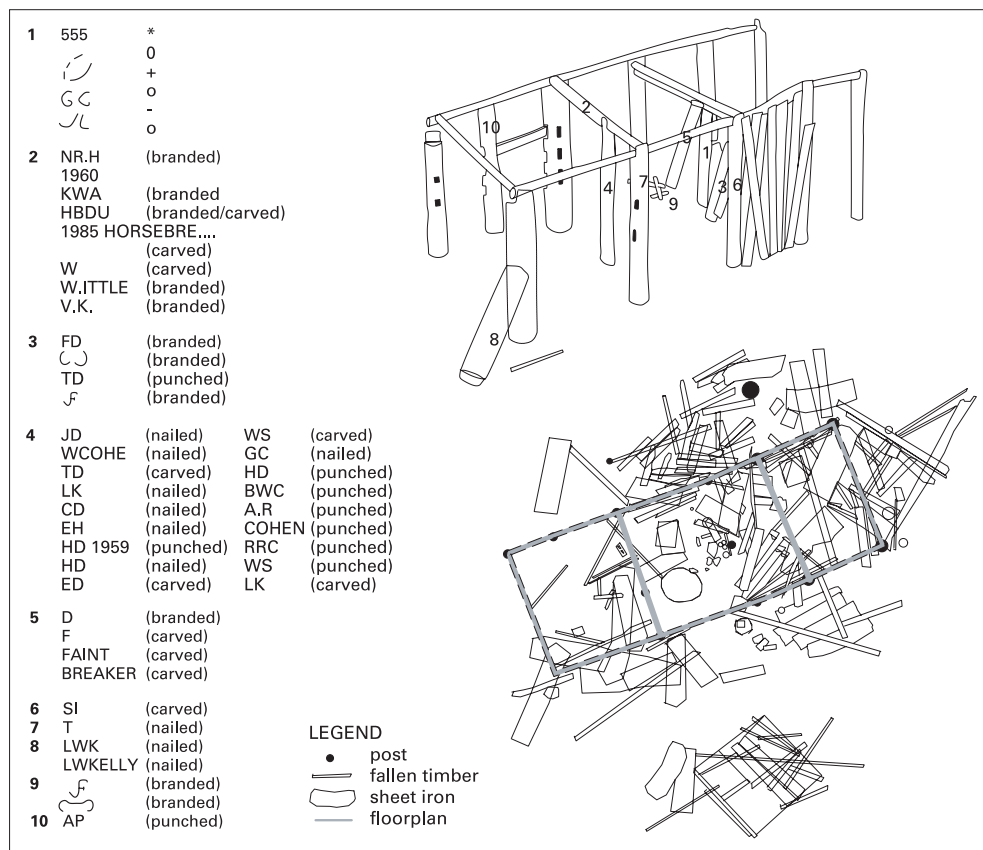 1 555 *
0
+
G C o
-
JL o
2 NR.H (branded)
1960
KWA (branded
HBDU (branded/carved)
1985 HORSEBRE....
(carved)
W (carved)
W.ITTLE (branded)
V.K. (branded)
3 FD (branded)
(branded)
TD (punched)
(branded)
4 JD (nailed) WS (carved)
WCOHE (nailed) GC (nailed)
TD (carved) HD (punched)
LK (nailed) BWC (punched)
CD (nailed) A.R (punched)
EH (nailed) COHEN (punched)
HD 1959 (punched) RRC (punched)
HD (nailed) WS (punched)
ED (carved) LK (carved)
5 D (branded)
F (carved)
FAINT (carved)
BREAKER (carved)
6 SI (carved)
7 T (nailed)
8 LWK (nailed)
LWKELLY (nailed)
9 (branded)
(branded)
10 AP (punched)
2
10
5
1
4
7
3
6
9
8
LEGEND
post
fallen timber
sheet iron
floorplan